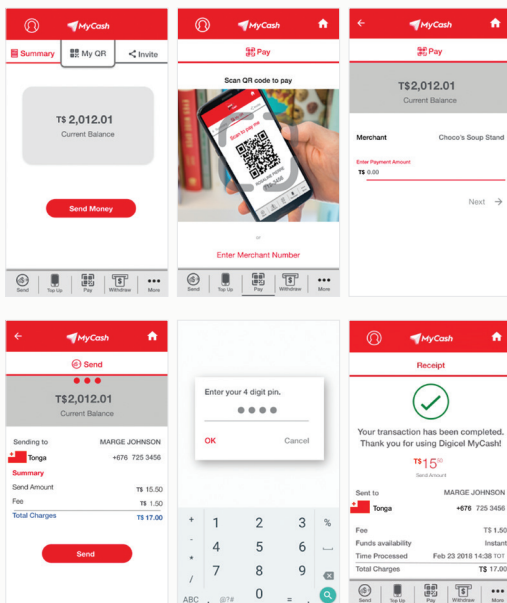 MyCash
Summary
My QR
Invite
T$ 2,012.01
Current Balance
Send Money
Send
Top Up
Pay
Withdraw
More
MyCash
Pay
Scan QR code to pay
Scan to pay me
ROSALINE PIERRE
or
Enter Merchant Number
Send
Top Up
Pay
Withdraw
More
MyCash
Pay
T$2,012.01
Current Balance
Merchant Choco's Soup Stand
Enter Payment Amount
T$ 0.00
Next
MyCash
Send
T$2,012.01
Current Balance
Sending to MARGE JOHNSON
Tonga +676 725 3456
Summary
Send Amount T$ 15.50
Fee T$ 1.50
Total Charges T$ 17.00
Send
Enter your 4 digit pin.
OK Cancel
+ 1 2 3 %
- 4 5 6
* 7 8 9
/ ABC , @?# 0 = .
MyCash
Receipt
Your transaction has been completed.
Thank you for using Digicel MyCash!
T$15
Send Amount
Sent to MARGE JOHNSON
Tonga +676 725 3456
Fee T$ 1.50
Funds availability Instant
Time Processed Feb 23 2018 14:38 TOT
Total Charges T$ 17.00
Send
Top Up
Pay
Withdraw
More